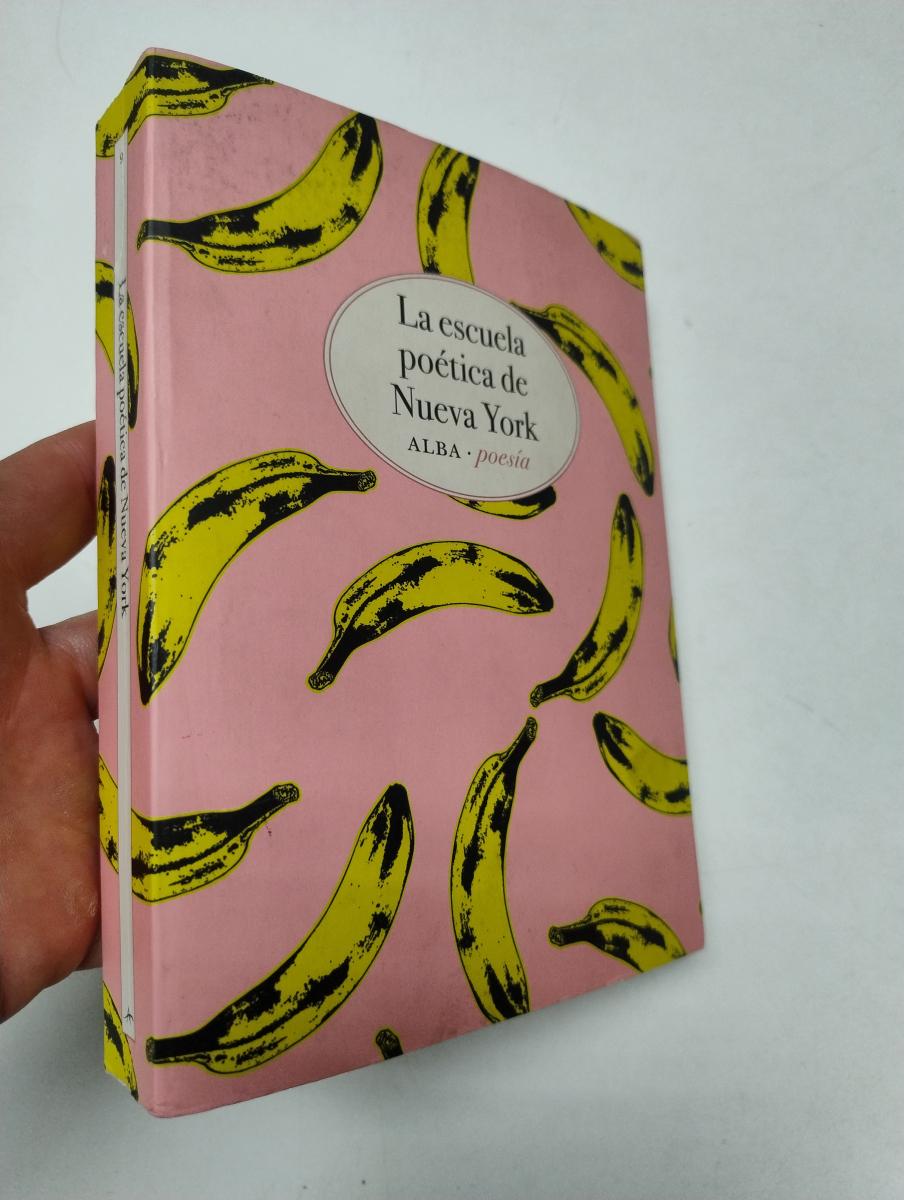 La escuela
poética de
Nueva York
ALBA · poesía
La escuela poética de Nueva York